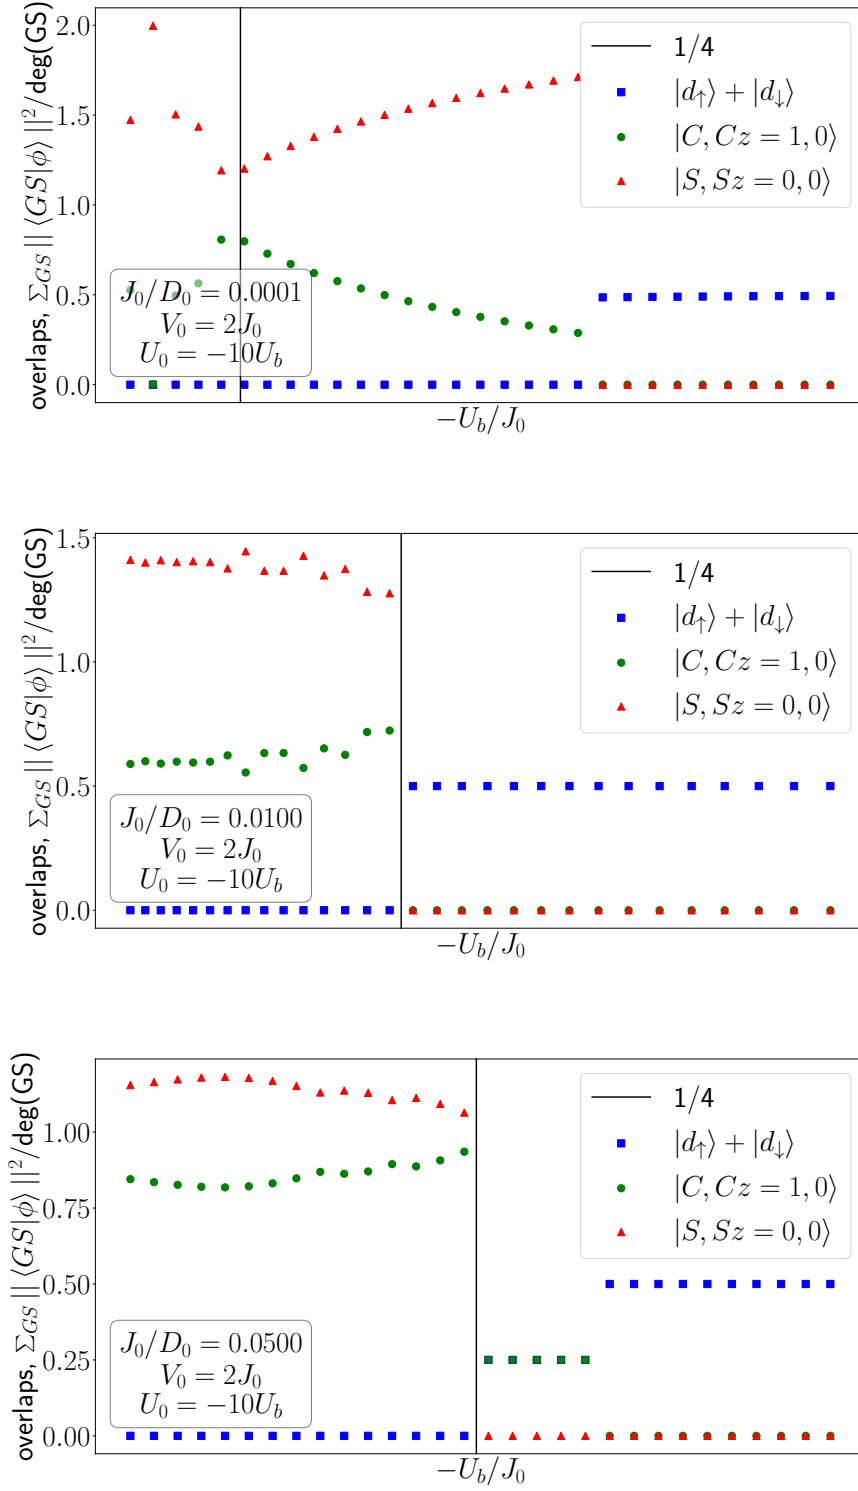 overlaps, Σ_GS || ⟨GS|ϕ⟩ ||²/deg(GS)
2.0
1.5
1.0
0.5
0.0
1/4
|d↑⟩ + |d↓⟩
|C, Cz = 1, 0⟩
|S, Sz = 0, 0⟩
J₀/D₀ = 0.0001
V₀ = 2J₀
U₀ = −10U_b
−U_b/J₀
overlaps, Σ_GS || ⟨GS|ϕ⟩ ||²/deg(GS)
1.5
1.0
0.5
0.0
1/4
|d↑⟩ + |d↓⟩
|C, Cz = 1, 0⟩
|S, Sz = 0, 0⟩
J₀/D₀ = 0.0100
V₀ = 2J₀
U₀ = −10U_b
−U_b/J₀
overlaps, Σ_GS || ⟨GS|ϕ⟩ ||²/deg(GS)
1.00
0.75
0.50
0.25
0.00
1/4
|d↑⟩ + |d↓⟩
|C, Cz = 1, 0⟩
|S, Sz = 0, 0⟩
J₀/D₀ = 0.0500
V₀ = 2J₀
U₀ = −10U_b
−U_b/J₀